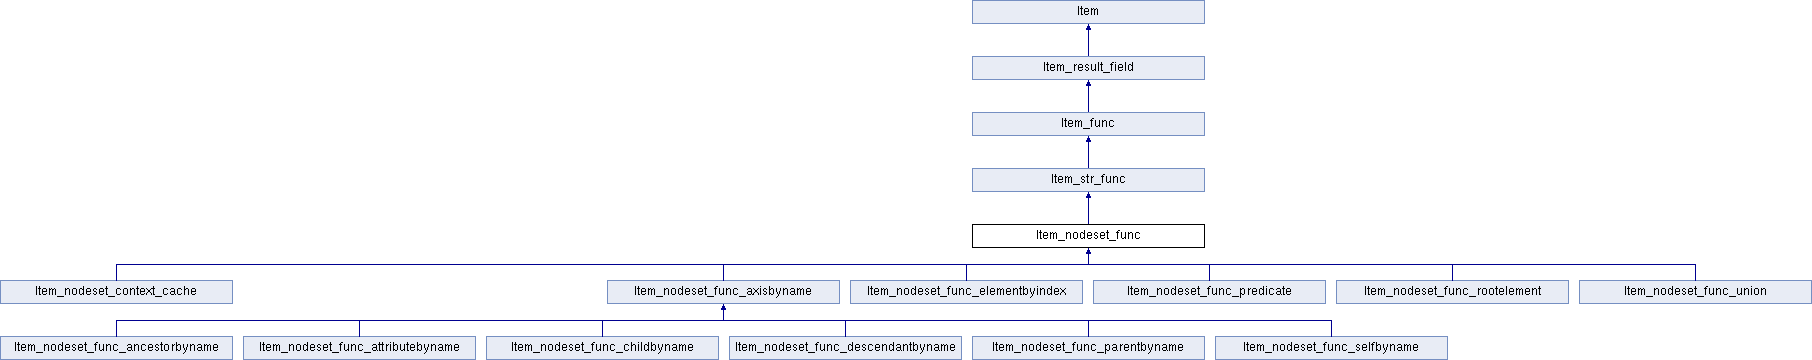 Item
Item_result_field
Item_func
Item_str_func
Item_nodeset_func
Item_nodeset_context_cache
Item_nodeset_func_axisbyname
Item_nodeset_func_elementbyindex
Item_nodeset_func_predicate
Item_nodeset_func_rootelement
Item_nodeset_func_union
Item_nodeset_func_ancestorbyname
Item_nodeset_func_attributebyname
Item_nodeset_func_childbyname
Item_nodeset_func_descendantbyname
Item_nodeset_func_parentbyname
Item_nodeset_func_selfbyname